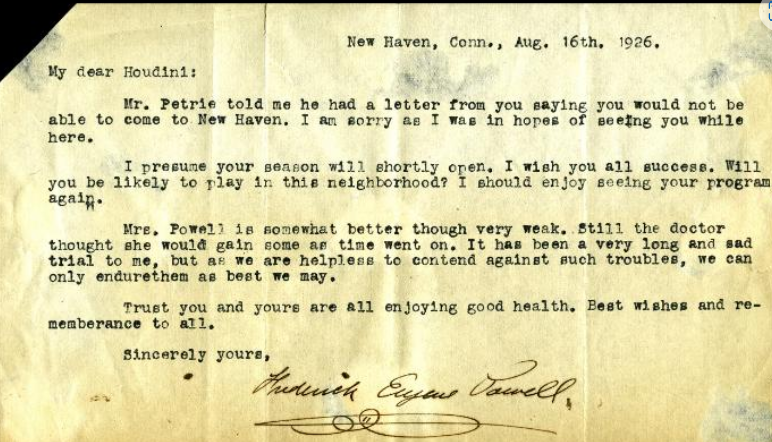 New Haven, Conn., Aug. 16th. 1926.
My dear Houdini:
Mr. Petrie told me he had a letter from you saying you would not be
able to come to New Haven. I am sorry as I was in hopes of seeing you while
here.
I presume your season will shortly open. I wish you all success. Will
you be likely to play in this neighborhood? I should enjoy seeing your program
again.
Mrs. Powell is somewhat better though very weak. Still the doctor
thought she would gain some as time went on. It has been a very long and sad
trial to me, but as we are helpless to contend against such troubles, we can
only endurethem as best we may.
Trust you and yours are all enjoying good health. Best wishes and re-
memberance to all.
Sincerely yours,
Frederick Eugene Powell,